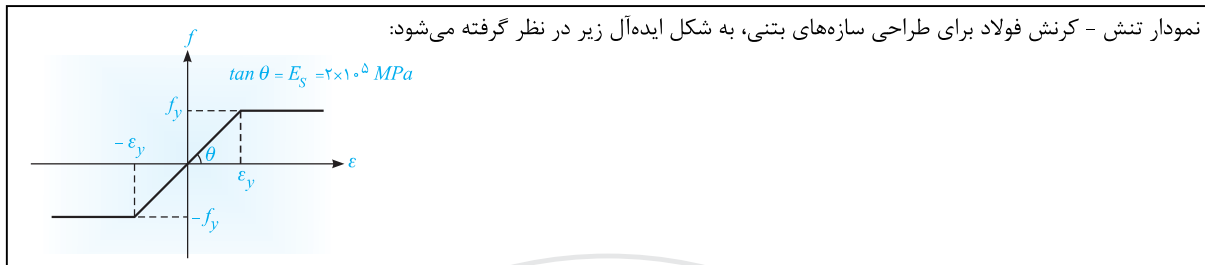 نمودار تنش - کرنش فولاد برای طراحی سازه‌های بتنی، به شکل ایده‌آل زیر در نظر گرفته می‌شود:
f
tan θ = E_S =۲×۱۰^۵ MPa
f_y
– ε_y
θ
ε
ε_y
–f_y